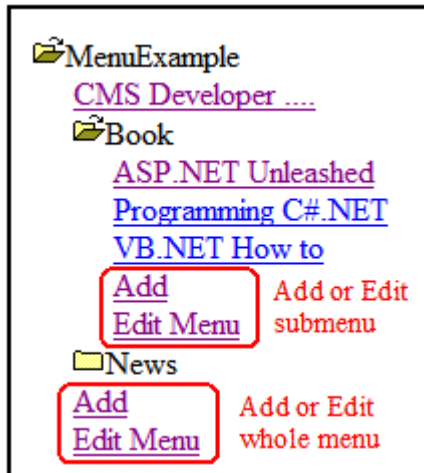 MenuExample
CMS Developer ....
Book
ASP.NET Unleashed
Programming C#.NET
VB.NET How to
Add
Edit Menu
Add or Edit
submenu
News
Add
Edit Menu
Add or Edit
whole menu